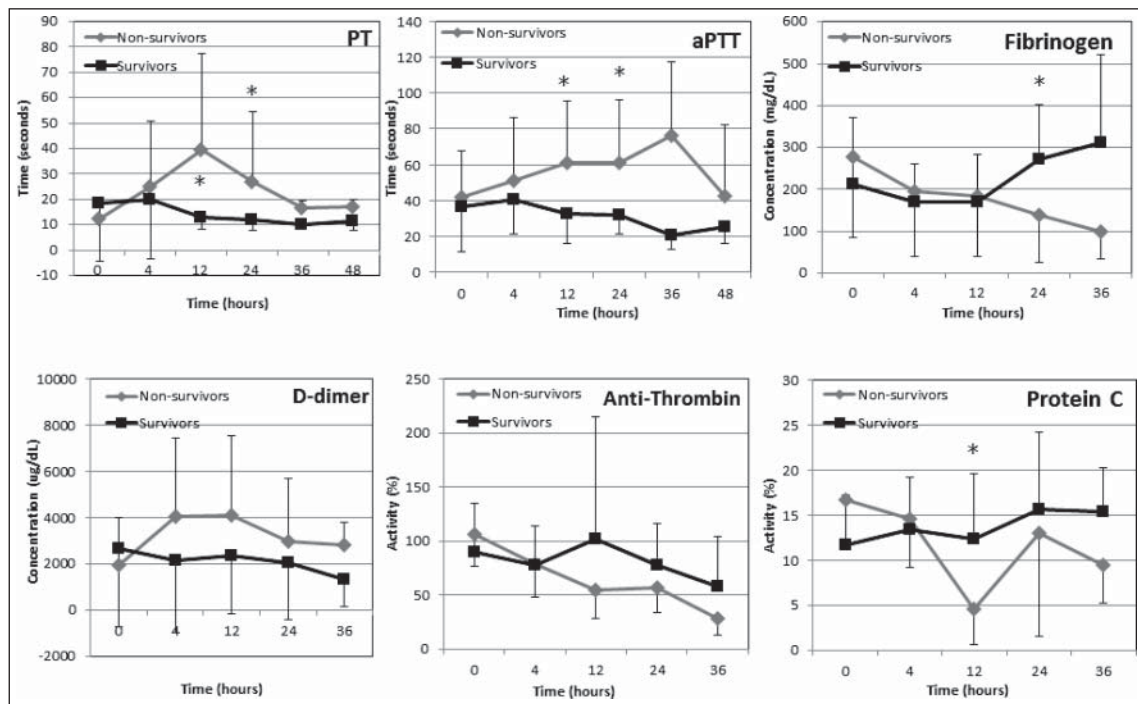 PT
Non-survivors
Survivors
90
80
70
60
50
40
30
20
10
0
-10
*
*
0 4 12 24 36 48
Time (seconds)
Time (hours)
aPTT
Non-survivors
Survivors
140
120
100
80
60
40
20
0
*
*
0 4 12 24 36 48
Time (seconds)
Time (hours)
Fibrinogen
Non-survivors
Survivors
600
500
400
300
200
100
0
*
0 4 12 24 36
Concentration (mg/dL)
Time (hours)
D-dimer
Non-survivors
Survivors
10000
8000
6000
4000
2000
0
-2000
0 4 12 24 36
Concentration (ug/dL)
Time (hours)
Anti-Thrombin
Non-survivors
Survivors
250
200
150
100
50
0
0 4 12 24 36
Activity (%)
Time (hours)
Protein C
Non-survivors
Survivors
30
25
20
15
10
5
0
*
0 4 12 24 36
Activity (%)
Time (hours)